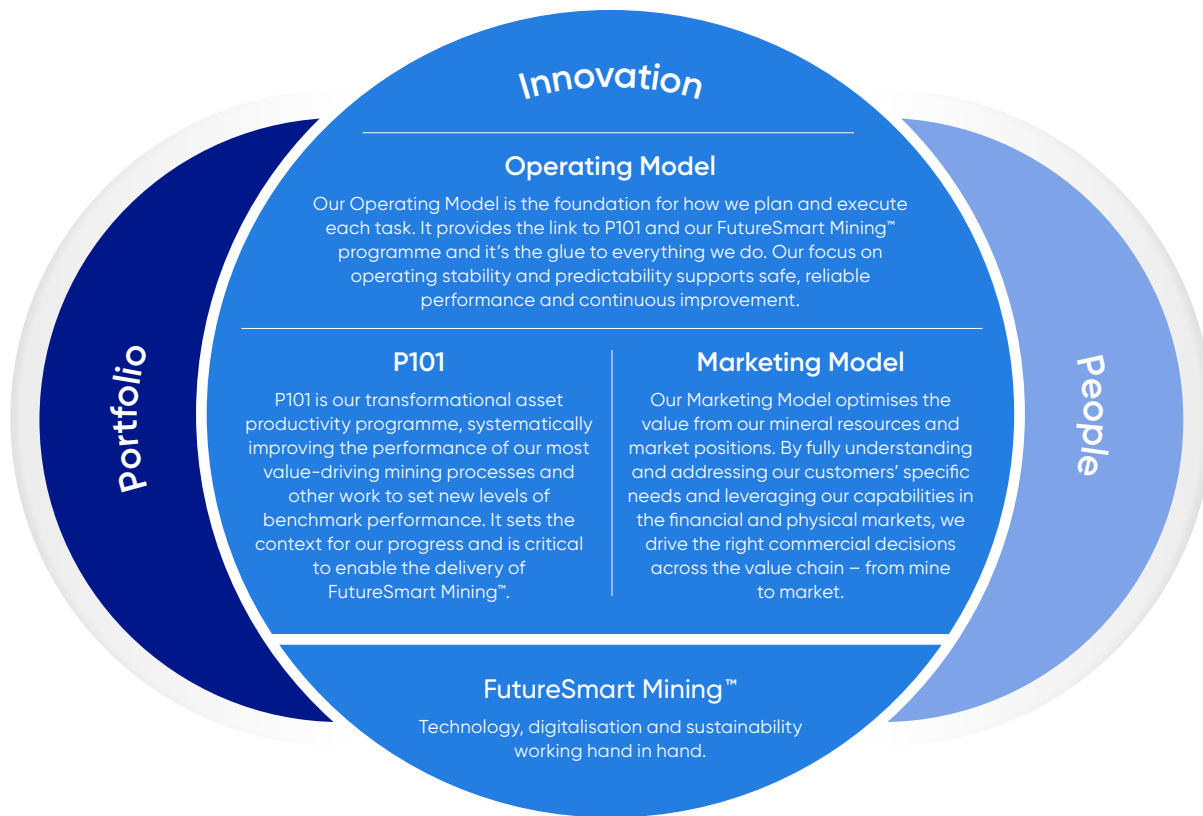 Innovation
Operating Model
Our Operating Model is the foundation for how we plan and execute
each task. It provides the link to P101 and our FutureSmart Mining™
programme and it’s the glue to everything we do. Our focus on
operating stability and predictability supports safe, reliable
performance and continuous improvement.
Portfolio
P101
P101 is our transformational asset
productivity programme, systematically
improving the performance of our most
value-driving mining processes and
other work to set new levels of
benchmark performance. It sets the
context for our progress and is critical
to enable the delivery of
FutureSmart Mining™.
Marketing Model
Our Marketing Model optimises the
value from our mineral resources and
market positions. By fully understanding
and addressing our customers’ specific
needs and leveraging our capabilities in
the financial and physical markets, we
drive the right commercial decisions
across the value chain – from mine
to market.
People
FutureSmart Mining™
Technology, digitalisation and sustainability
working hand in hand.